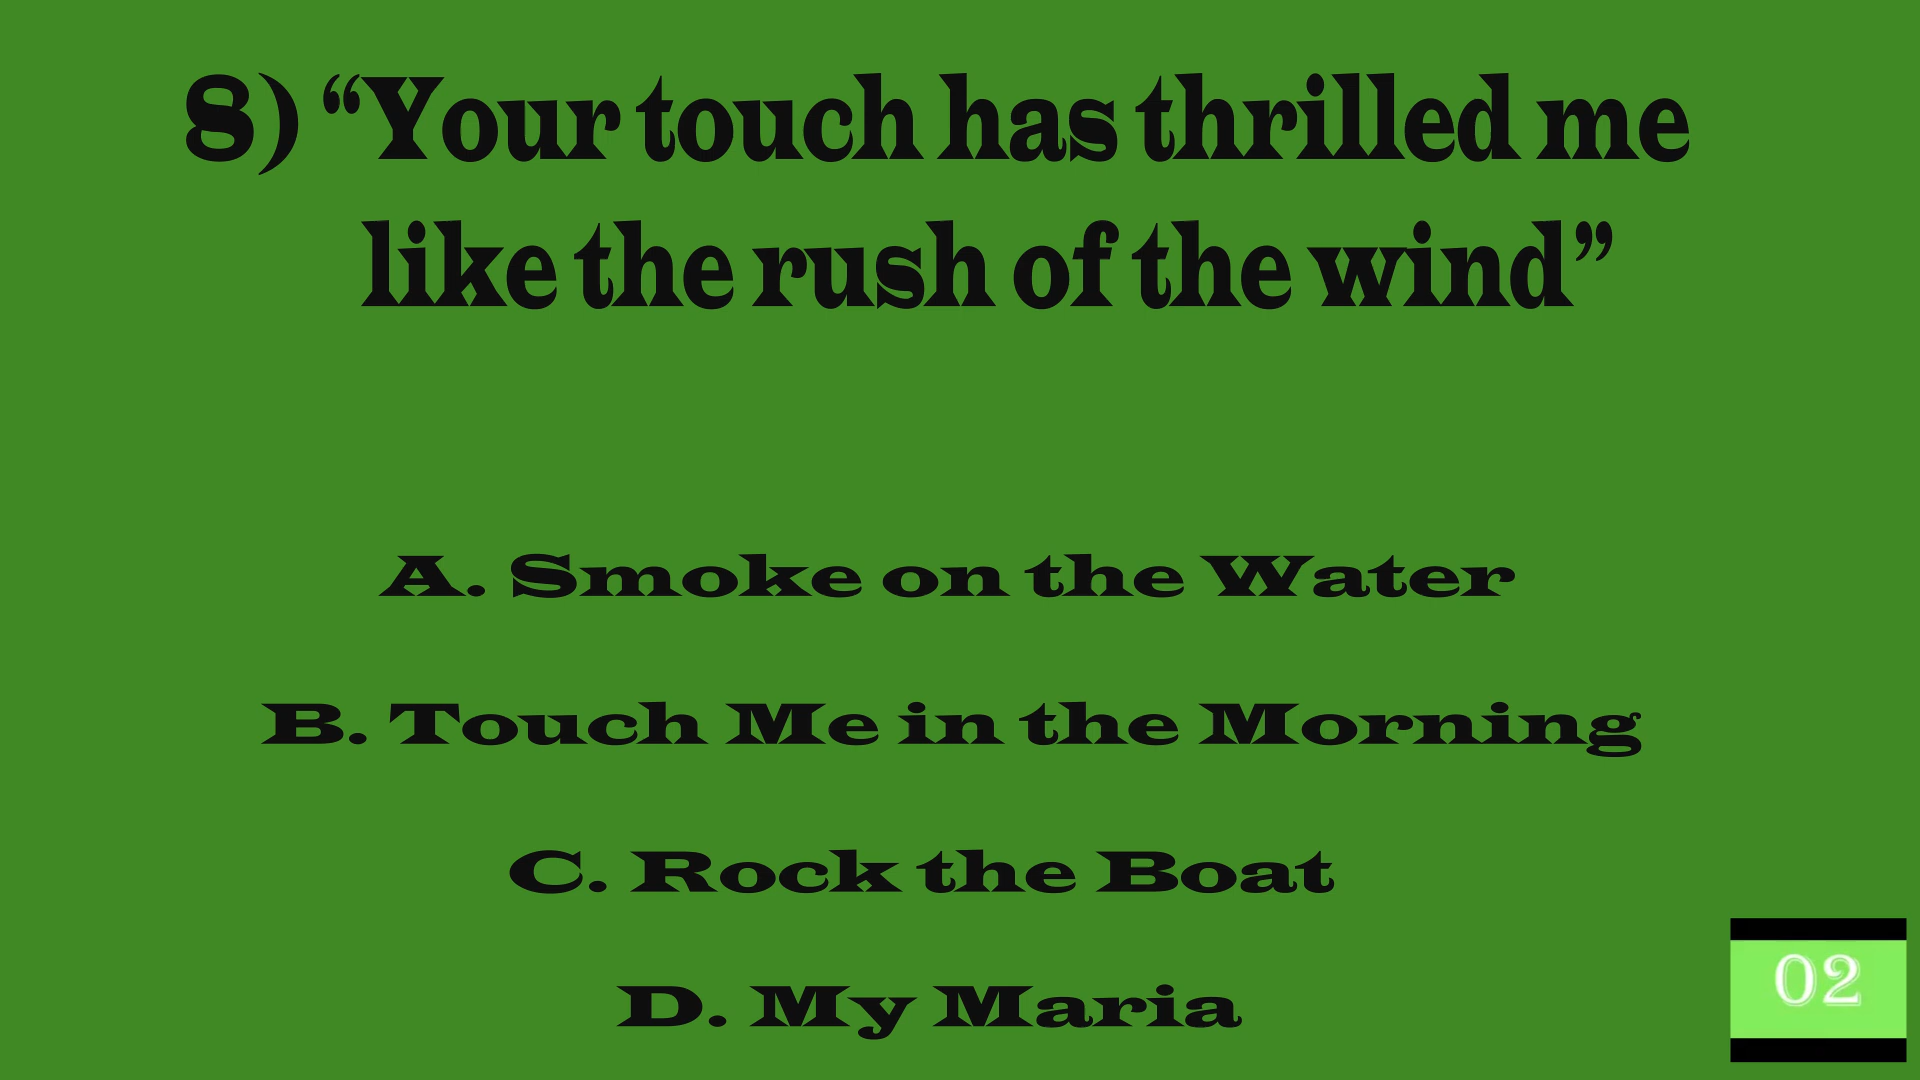 8) “Your touch has thrilled me
like the rush of the wind”
A. Smoke on the Water
B. Touch Me in the Morning
C. Rock the Boat
D. My Maria
02